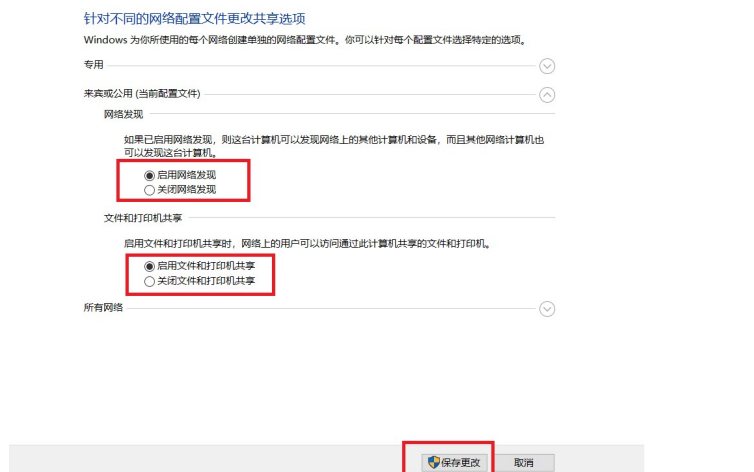 针对不同的网络配置文件更改共享选项
Windows 为你所使用的每个网络创建单独的网络配置文件。你可以针对每个配置文件选择特定的选项。
专用
来宾或公用 (当前配置文件)
网络发现
如果已启用网络发现，则这台计算机可以发现网络上的其他计算机和设备，而且其他网络计算机也
可以发现这台计算机。
启用网络发现
关闭网络发现
文件和打印机共享
启用文件和打印机共享时，网络上的用户可以访问通过此计算机共享的文件和打印机。
启用文件和打印机共享
关闭文件和打印机共享
所有网络
保存更改 取消